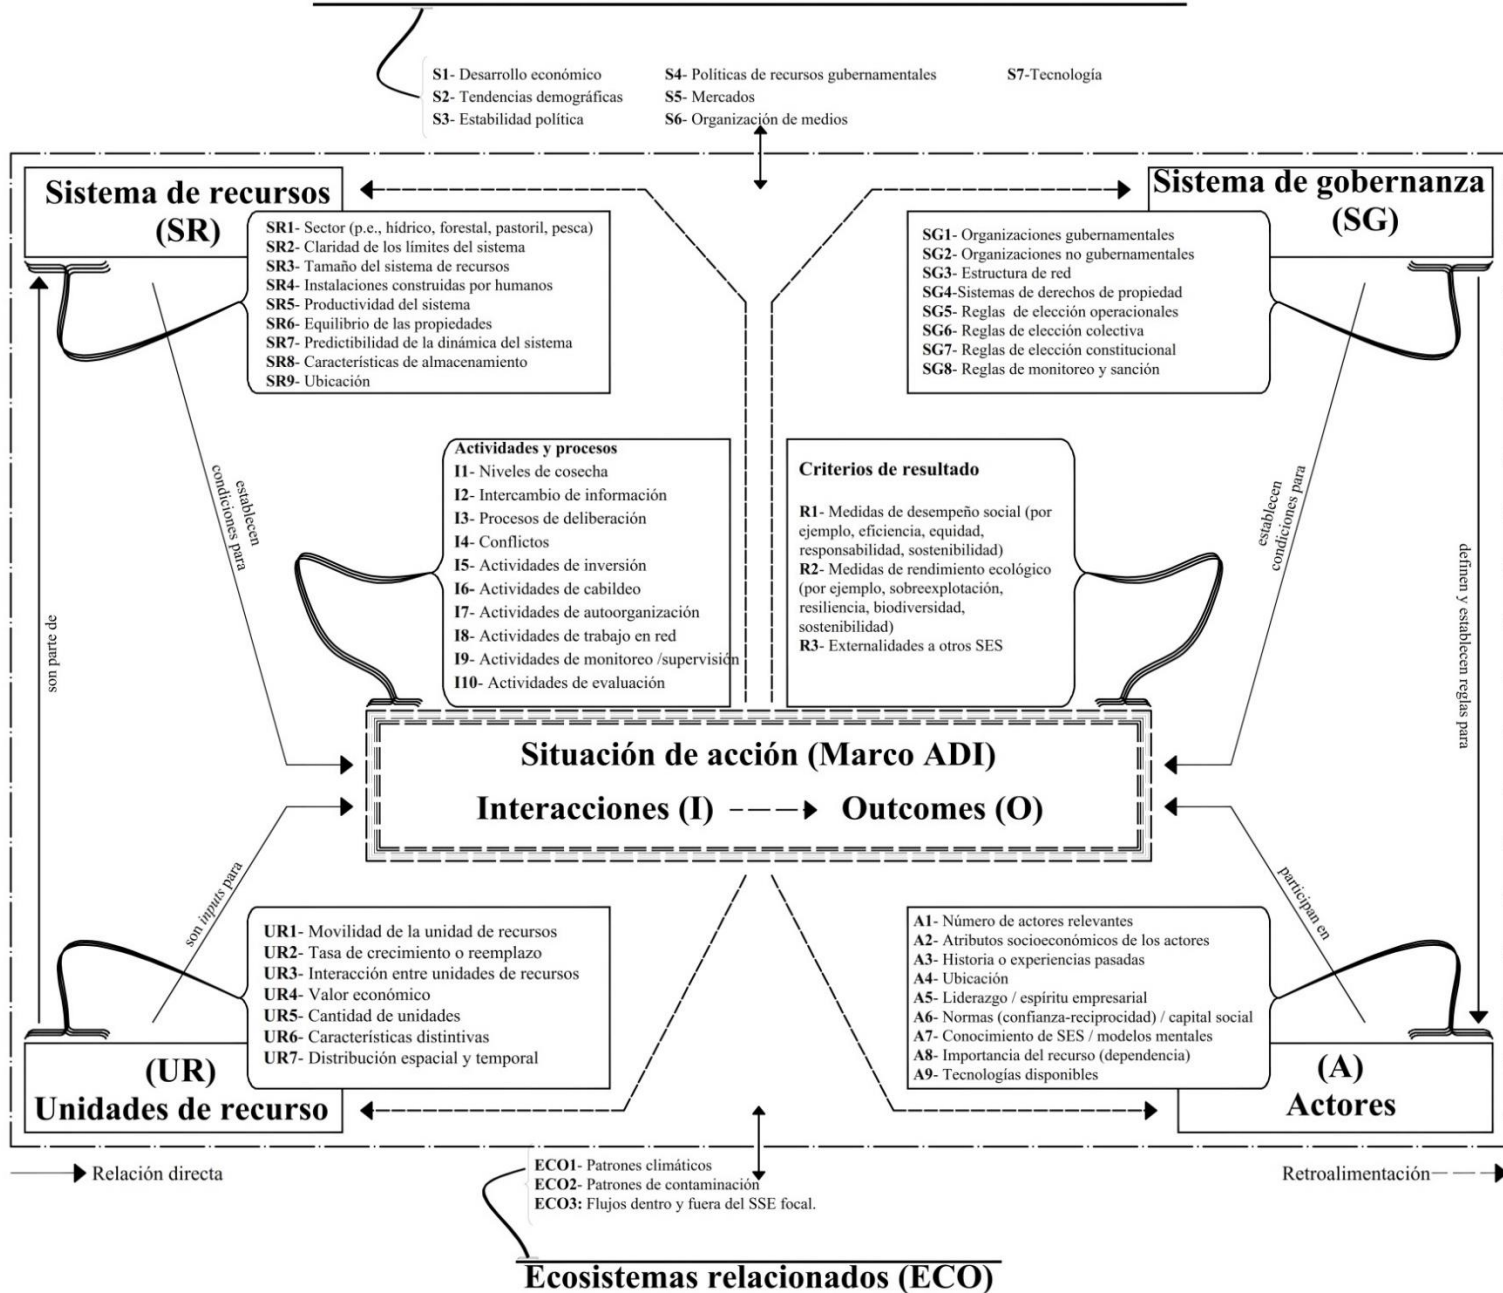 S1- Desarrollo económico
S2- Tendencias demográficas
S3- Estabilidad política
S4- Políticas de recursos gubernamentales
S5- Mercados
S6- Organización de medios
S7-Tecnología
Sistema de recursos
(SR)
SR1- Sector (p.e., hídrico, forestal, pastoril, pesca)
SR2- Claridad de los límites del sistema
SR3- Tamaño del sistema de recursos
SR4- Instalaciones construidas por humanos
SR5- Productividad del sistema
SR6- Equilibrio de las propiedades
SR7- Predictibilidad de la dinámica del sistema
SR8- Características de almacenamiento
SR9- Ubicación
Sistema de gobernanza
(SG)
SG1- Organizaciones gubernamentales
SG2- Organizaciones no gubernamentales
SG3- Estructura de red
SG4-Sistemas de derechos de propiedad
SG5- Reglas de elección operacionales
SG6- Reglas de elección colectiva
SG7- Reglas de elección constitucional
SG8- Reglas de monitoreo y sanción
establecen
condiciones para
Actividades y procesos
I1- Niveles de cosecha
I2- Intercambio de información
I3- Procesos de deliberación
I4- Conflictos
I5- Actividades de inversión
I6- Actividades de cabildeo
I7- Actividades de autoorganización
I8- Actividades de trabajo en red
I9- Actividades de monitoreo /supervisión
I10- Actividades de evaluación
Criterios de resultado
R1- Medidas de desempeño social (por
ejemplo, eficiencia, equidad,
responsabilidad, sostenibilidad)
R2- Medidas de rendimiento ecológico
(por ejemplo, sobreexplotación,
resiliencia, biodiversidad,
sostenibilidad)
R3- Externalidades a otros SES
establecen
condiciones para
definen y establecen reglas para
son parte de
Situación de acción (Marco ADI)
Interacciones (I)
Outcomes (O)
son inputs para
participan en
UR1- Movilidad de la unidad de recursos
UR2- Tasa de crecimiento o reemplazo
UR3- Interacción entre unidades de recursos
UR4- Valor económico
UR5- Cantidad de unidades
UR6- Características distintivas
UR7- Distribución espacial y temporal
(UR)
Unidades de recurso
A1- Número de actores relevantes
A2- Atributos socioeconómicos de los actores
A3- Historia o experiencias pasadas
A4- Ubicación
A5- Liderazgo / espíritu empresarial
A6- Normas (confianza-reciprocidad) / capital social
A7- Conocimiento de SES / modelos mentales
A8- Importancia del recurso (dependencia)
A9- Tecnologías disponibles
(A)
Actores
Relación directa
Retroalimentación
ECO1- Patrones climáticos
ECO2- Patrones de contaminación
ECO3: Flujos dentro y fuera del SSE focal.
Ecosistemas relacionados (ECO)